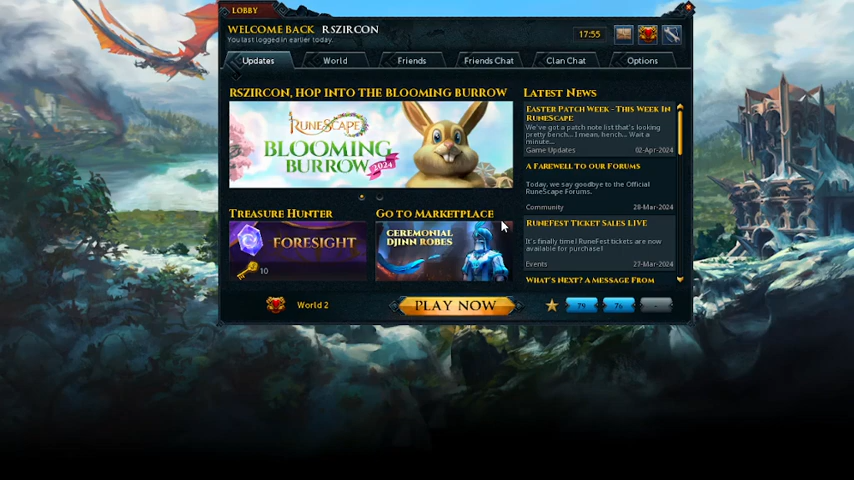 LOBBY
WELCOME BACK RSZIRCON
You last logged in earlier today.
17:55
Updates
World
Friends
Friends Chat
Clan Chat
Options
RSZIRCON, HOP INTO THE BLOOMING BURROW
RUNESCAPE
BLOOMING
BURROW 2024
LATEST NEWS
EASTER PATCH WEEK - THIS WEEK IN
RUNESCAPE
We've got a patch note list that's looking
pretty bench... I mean, hench... Wait a
minute...
Game Updates 02-Apr-2024
A FAREWELL TO OUR FORUMS
Today, we say goodbye to the Official
RuneScape Forums.
Community 28-Mar-2024
RUNEFEST TICKET SALES LIVE
It's finally time! RuneFest tickets are now
available for purchase!
Events 27-Mar-2024
WHAT'S NEXT? A MESSAGE FROM
TREASURE HUNTER
FORESIGHT
10
GO TO MARKETPLACE
CEREMONIAL
DJINN ROBES
World 2
PLAY NOW
79
76
-